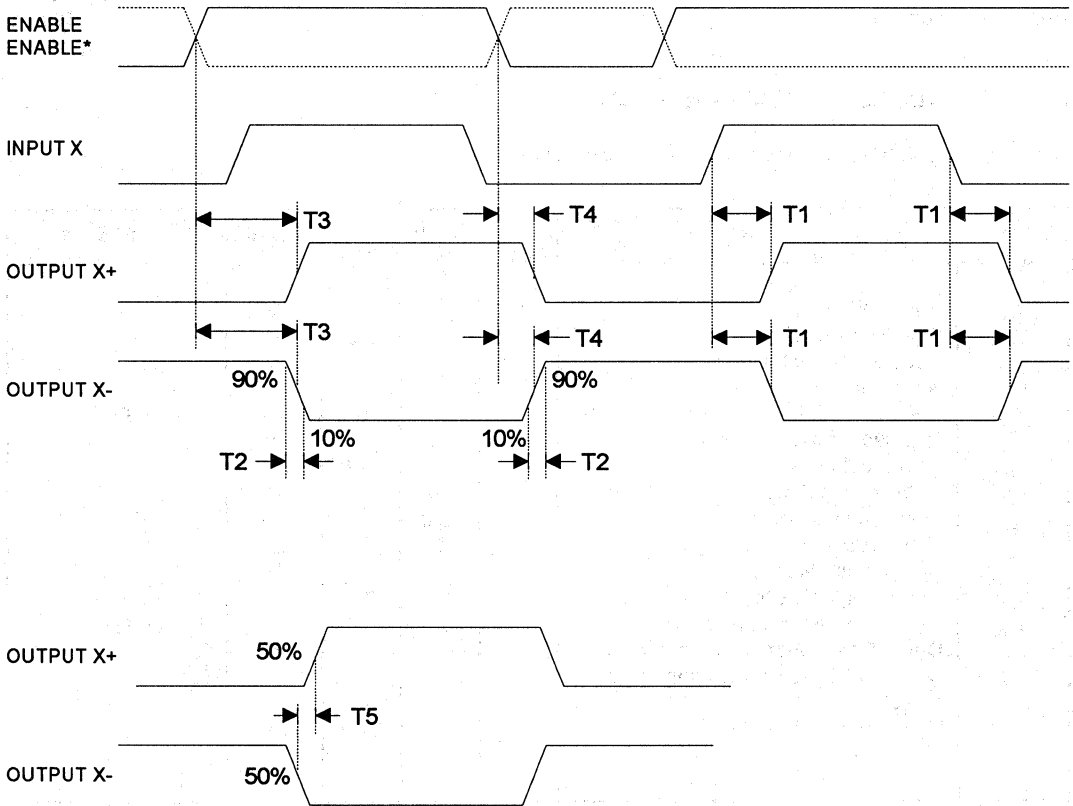 ENABLE
ENABLE*
INPUT X
T3
T4
T1
T1
OUTPUT X+
T3
T4
T1
T1
OUTPUT X-
90%
90%
10%
10%
T2
T2
OUTPUT X+
50%
T5
OUTPUT X-
50%